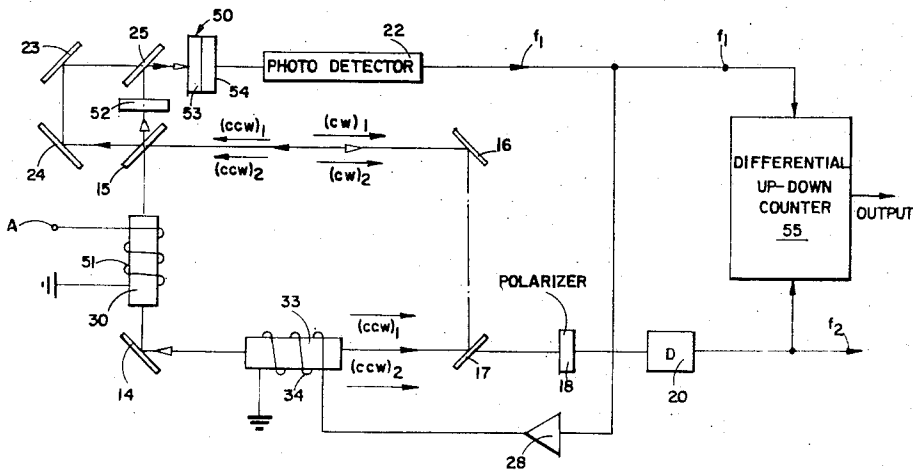 23
25
50
22
PHOTO DETECTOR
f1
f1
53
54
52
24
15
(ccw)1
(cw)1
(ccw)2
(cw)2
16
DIFFERENTIAL
UP-DOWN
COUNTER
55
OUTPUT
A
51
30
POLARIZER
33
(ccw)1
(ccw)2
14
34
17
18
D
20
f2
28